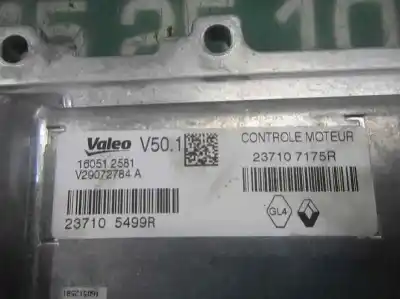 Valeo V50.1
CONTROLE MOTEUR
16051.2581
V29072784 A
23710 7175R
23710 5499R
GL4